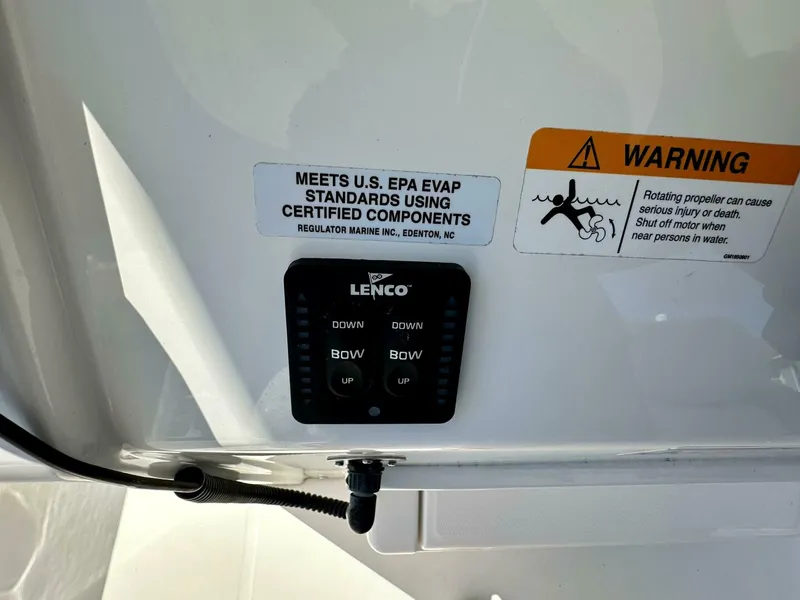 MEETS U.S. EPA EVAP
STANDARDS USING
CERTIFIED COMPONENTS
REGULATOR MARINE INC., EDENTON, NC
WARNING
Rotating propeller can cause
serious injury or death.
Shut off motor when
near persons in water.
LENCO™
DOWN DOWN
BOW BOW
UP UP